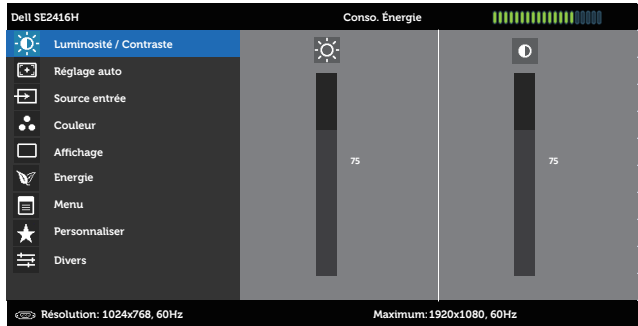 Dell SE2416H Conso. Énergie
Luminosité / Contraste
Réglage auto
Source entrée
Couleur
Affichage
Energie
Menu
Personnaliser
Divers
75 75
Résolution: 1024x768, 60Hz Maximum: 1920x1080, 60Hz